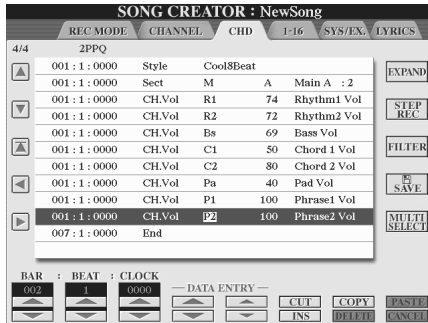 SONG CREATOR : NewSong
REC MODE CHANNEL CHD 1-16 SYS/EX. LYRICS
4/4 2PPQ
001 : 1 : 0000 Style Cool8Beat
001 : 1 : 0000 Sect M A Main A : 2
001 : 1 : 0000 CH.Vol R1 74 Rhythm1 Vol
001 : 1 : 0000 CH.Vol R2 72 Rhythm2 Vol
001 : 1 : 0000 CH.Vol Bs 69 Bass Vol
001 : 1 : 0000 CH.Vol C1 50 Chord 1 Vol
001 : 1 : 0000 CH.Vol C2 80 Chord 2 Vol
001 : 1 : 0000 CH.Vol Pa 40 Pad Vol
001 : 1 : 0000 CH.Vol P1 100 Phrase1 Vol
001 : 1 : 0000 CH.Vol P2 100 Phrase2 Vol
007 : 1 : 0000 End
EXPAND
STEP
REC
FILTER
SAVE
MULTI
SELECT
BAR : BEAT : CLOCK
002 1 0000
DATA ENTRY
CUT COPY PASTE
INS DELETE CANCEL